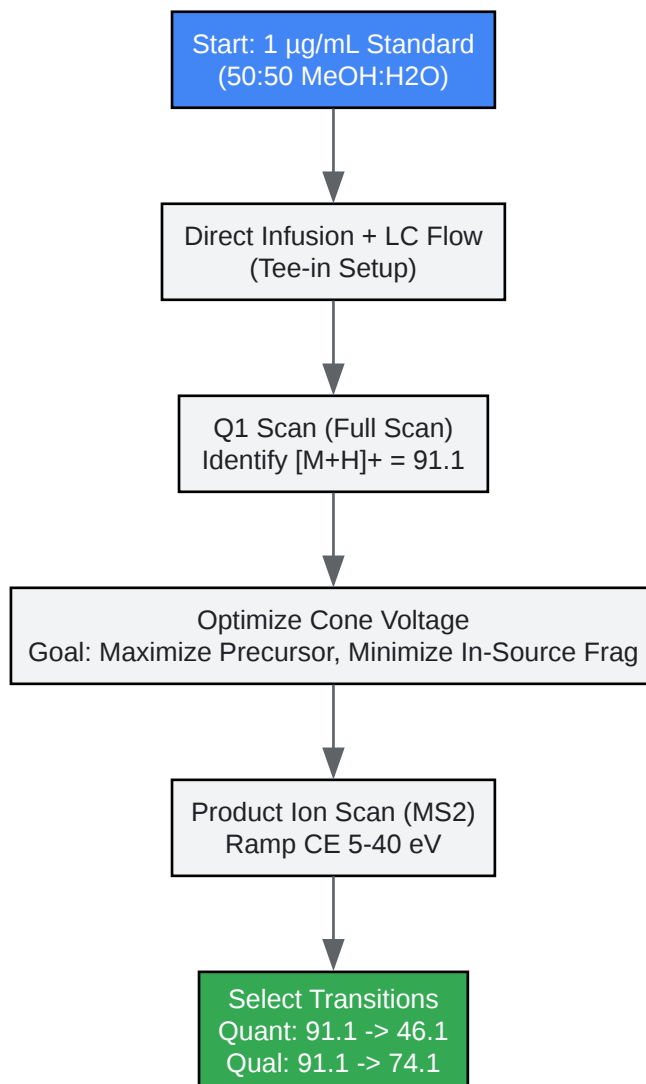 Start: 1 µg/mL Standard
(50:50 MeOH:H2O)
Direct Infusion + LC Flow
(Tee-in Setup)
Q1 Scan (Full Scan)
Identify [M+H]+ = 91.1
Optimize Cone Voltage
Goal: Maximize Precursor, Minimize In-Source Frag
Product Ion Scan (MS2)
Ramp CE 5-40 eV
Select Transitions
Quant: 91.1 -> 46.1
Qual: 91.1 -> 74.1